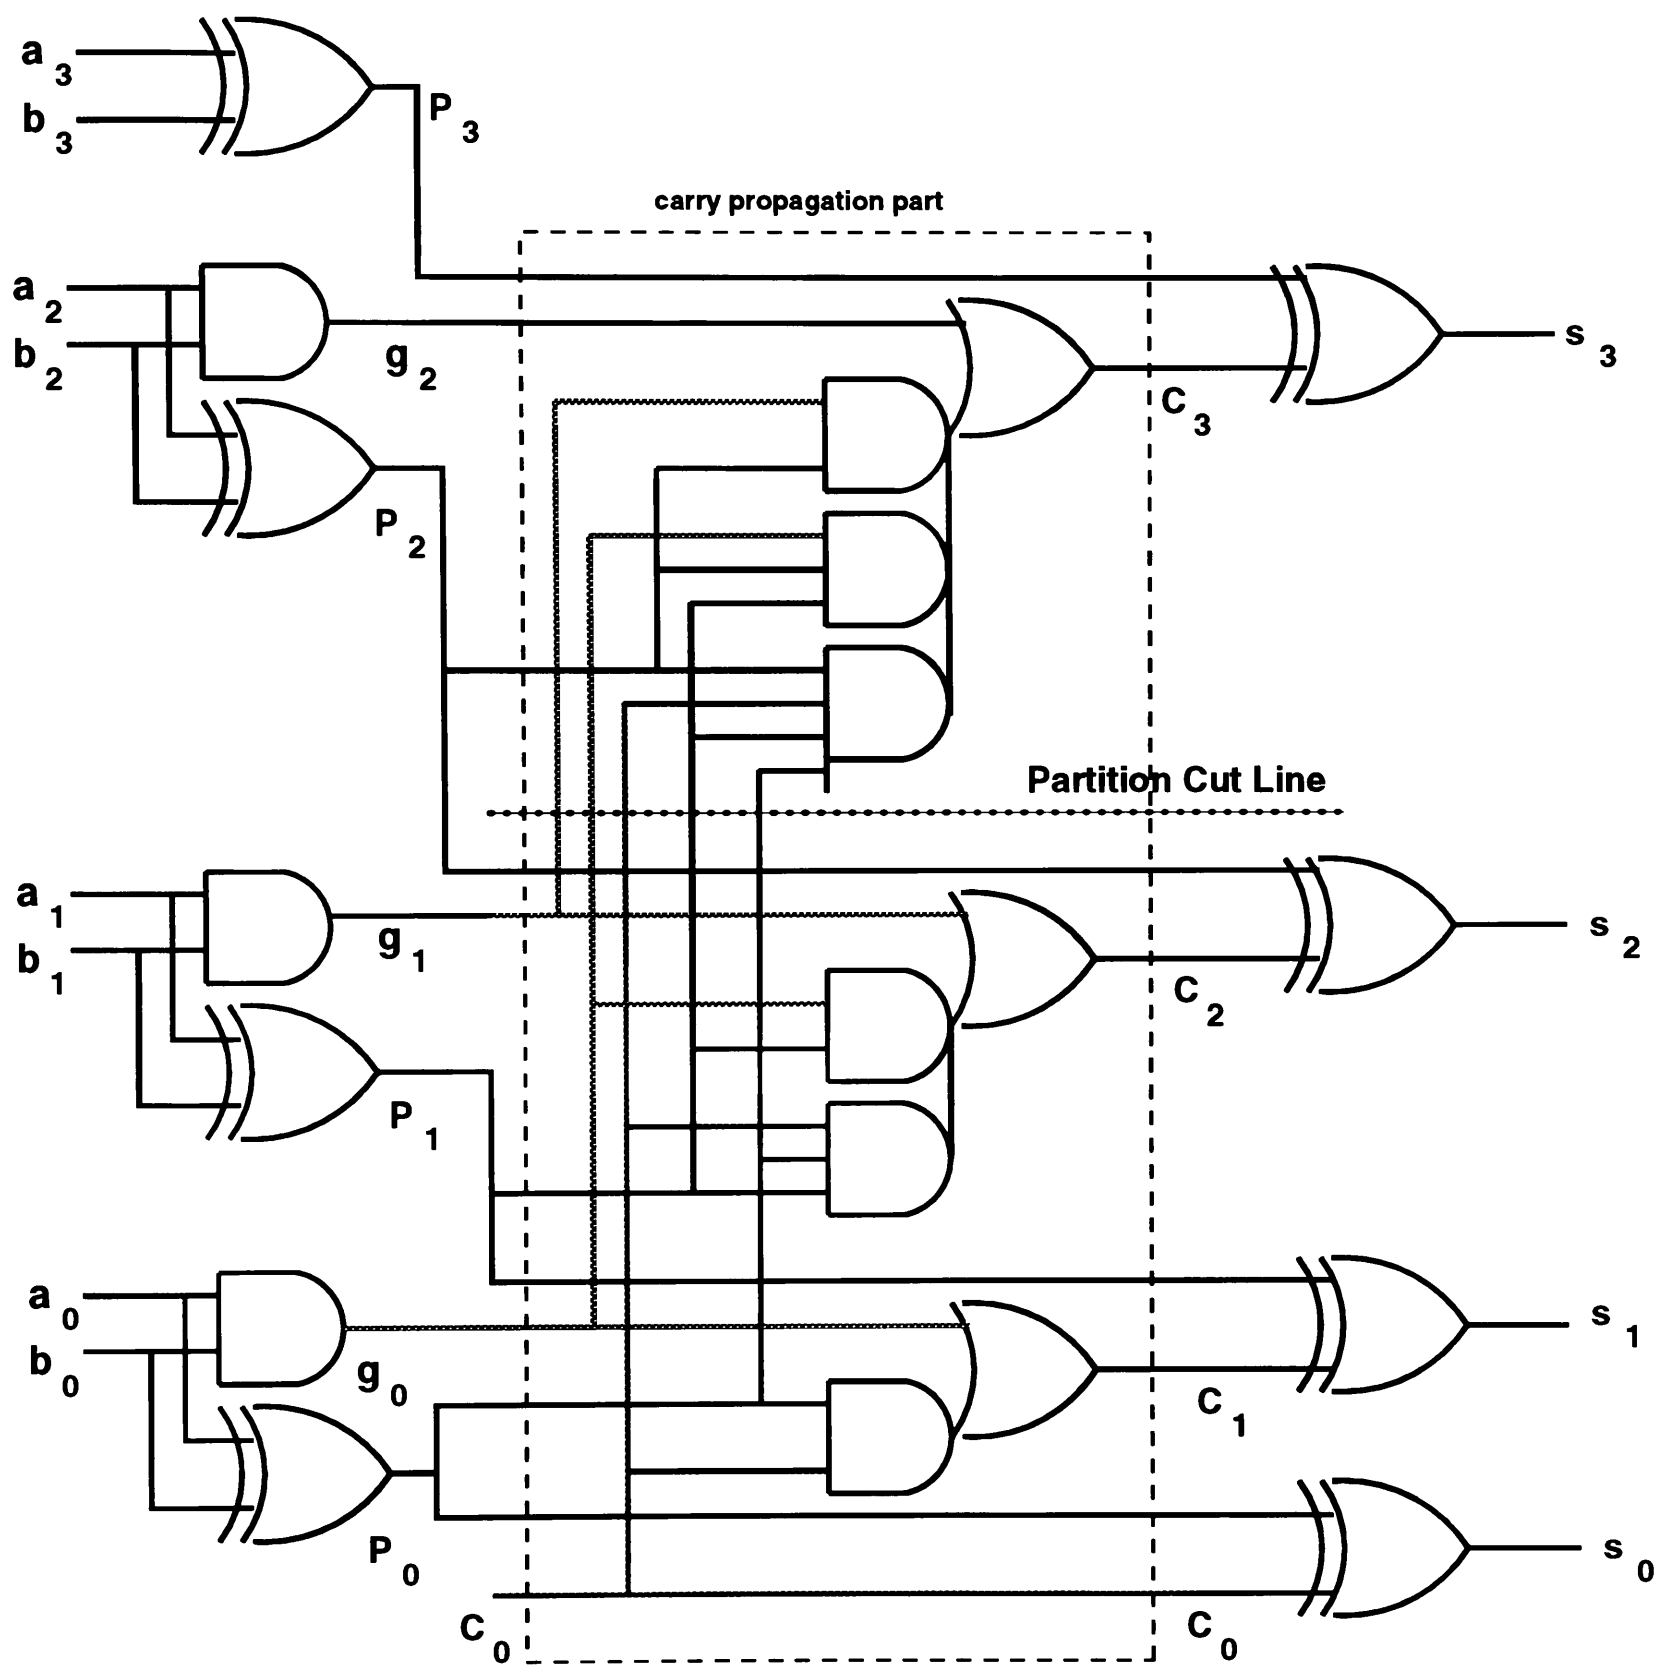 a 3
b 3
P 3
carry propagation part
a 2
b 2
g 2
s 3
C 3
P 2
Partition Cut Line
a 1
b 1
g 1
s 2
C 2
P 1
a 0
b 0
g 0
s 1
C 1
P 0
s 0
C 0
C 0